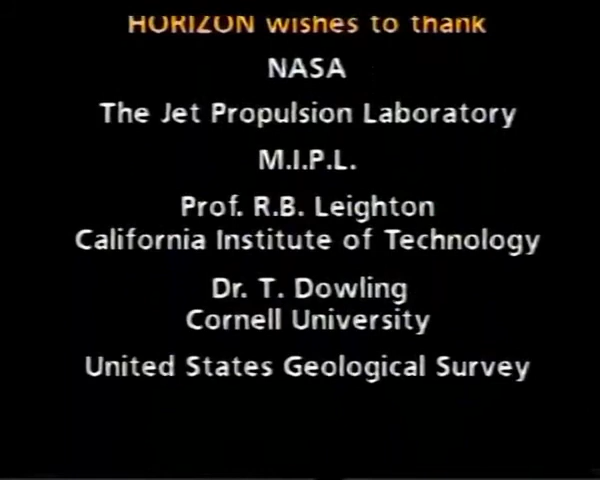 HORIZON wishes to thank
NASA
The Jet Propulsion Laboratory
M.I.P.L.
Prof. R.B. Leighton
California Institute of Technology
Dr. T. Dowling
Cornell University
United States Geological Survey